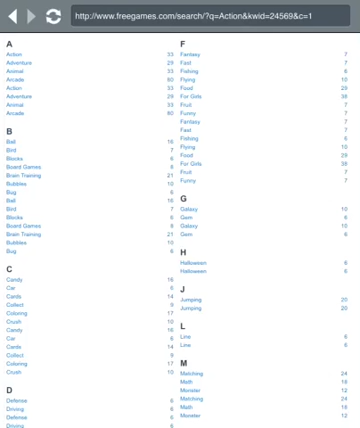 http://www.freegames.com/search/?q=Action&kwid=24569&c=1
A
Action 33
Adventure 29
Animal 33
Arcade 80
Action 33
Adventure 29
Animal 33
Arcade 80
B
Ball 16
Bird 7
Blocks 6
Board Games 8
Brain Training 21
Bubbles 10
Bug 6
Ball 16
Bird 7
Blocks 6
Board Games 8
Brain Training 21
Bubbles 10
Bug 6
C
Candy 16
Car 6
Cards 14
Collect 9
Coloring 17
Crush 10
Candy 16
Car 6
Cards 14
Collect 9
Coloring 17
Crush 10
D
Defense 6
Driving 6
Defense 6
Driving 6
F
Fantasy 7
Fast 7
Fishing 6
Flying 10
Food 29
For Girls 38
Fruit 7
Funny 7
Fantasy 7
Fast 7
Fishing 6
Flying 10
Food 29
For Girls 38
Fruit 7
Funny 7
G
Galaxy 10
Gem 6
Galaxy 10
Gem 6
H
Halloween 6
Halloween 6
J
Jumping 20
Jumping 20
L
Line 6
Line 6
M
Matching 24
Math 18
Monster 12
Matching 24
Math 18
Monster 12